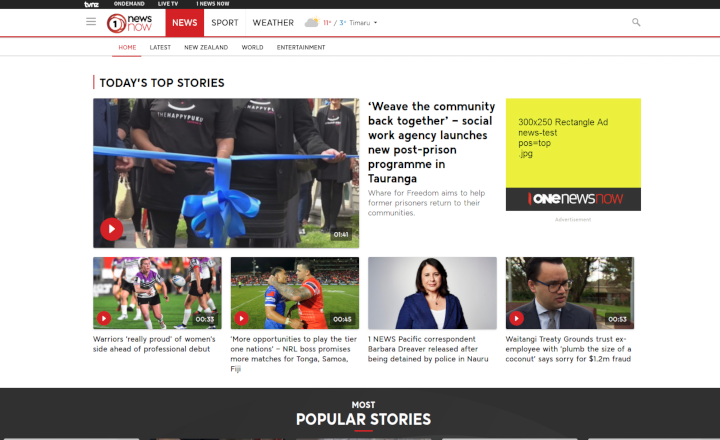 tvnz
ONDEMAND
LIVE TV
1 NEWS NOW
1 news now
NEWS
SPORT
WEATHER
11° / 3° Timaru
HOME
LATEST
NEW ZEALAND
WORLD
ENTERTAINMENT
TODAY'S TOP STORIES
THEHAPPYPUKU
01:41
‘Weave the community
back together’ – social
work agency launches
new post-prison
programme in
Tauranga
Whare for Freedom aims to help
former prisoners return to their
communities.
300x250 Rectangle Ad
news-test
pos=top
.jpg
1 ONEnewsnow
Advertisement
00:33
Warriors 'really proud' of women's
side ahead of professional debut
00:45
'More opportunities to play the tier
one nations' – NRL boss promises
more matches for Tonga, Samoa,
Fiji
1 NEWS Pacific correspondent
Barbara Dreaver released after
being detained by police in Nauru
00:53
Waitangi Treaty Grounds trust ex-
employee with 'plumb the size of a
coconut' says sorry for $1.2m fraud
MOST
POPULAR STORIES